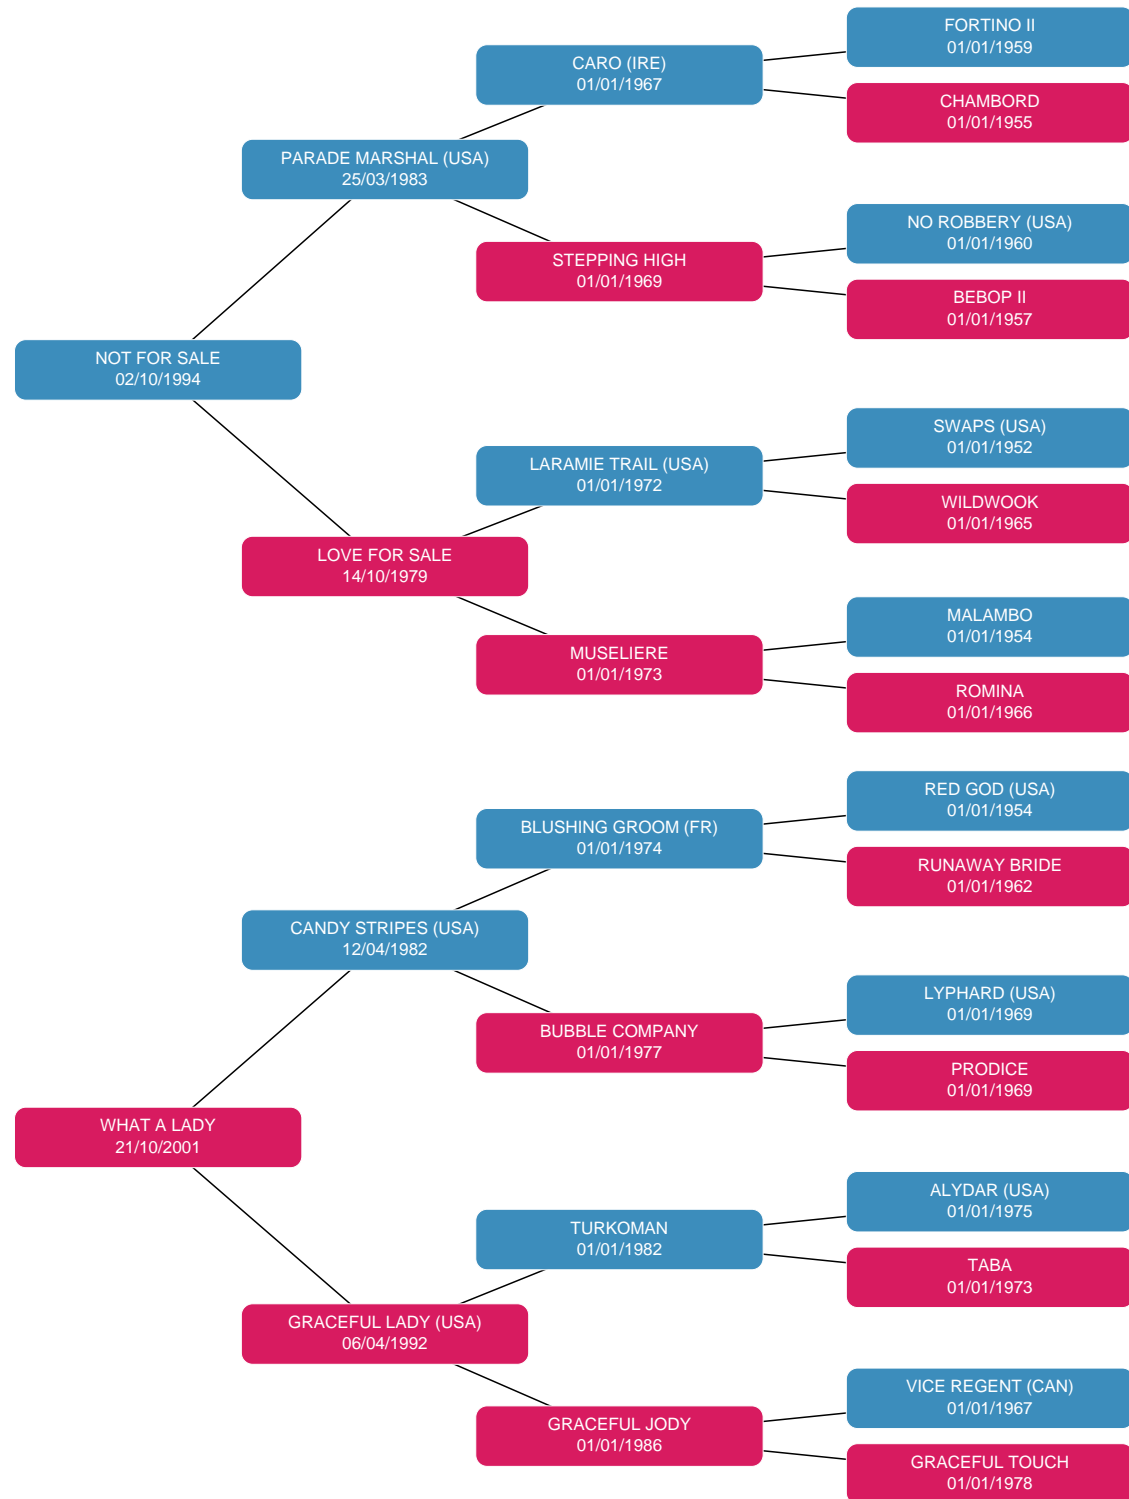 FORTINO II
01/01/1959
CARO (IRE)
01/01/1967
CHAMBORD
01/01/1955
PARADE MARSHAL (USA)
25/03/1983
NO ROBBERY (USA)
01/01/1960
STEPPING HIGH
01/01/1969
BEBOP II
01/01/1957
NOT FOR SALE
02/10/1994
SWAPS (USA)
01/01/1952
LARAMIE TRAIL (USA)
01/01/1972
WILDWOOK
01/01/1965
LOVE FOR SALE
14/10/1979
MALAMBO
01/01/1954
MUSELIERE
01/01/1973
ROMINA
01/01/1966
RED GOD (USA)
01/01/1954
BLUSHING GROOM (FR)
01/01/1974
RUNAWAY BRIDE
01/01/1962
CANDY STRIPES (USA)
12/04/1982
LYPHARD (USA)
01/01/1969
BUBBLE COMPANY
01/01/1977
PRODICE
01/01/1969
WHAT A LADY
21/10/2001
ALYDAR (USA)
01/01/1975
TURKOMAN
01/01/1982
TABA
01/01/1973
GRACEFUL LADY (USA)
06/04/1992
VICE REGENT (CAN)
01/01/1967
GRACEFUL JODY
01/01/1986
GRACEFUL TOUCH
01/01/1978